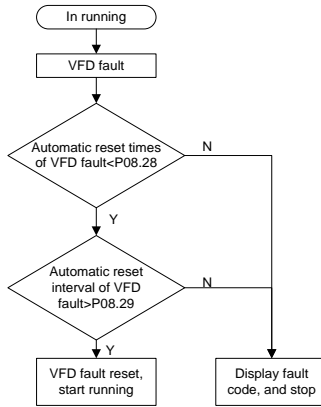 In running
VFD fault
Automatic reset times
of VFD fault<P08.28
N
Y
Automatic reset
interval of VFD
fault>P08.29
N
Y
VFD fault reset,
start running
Display fault
code, and stop